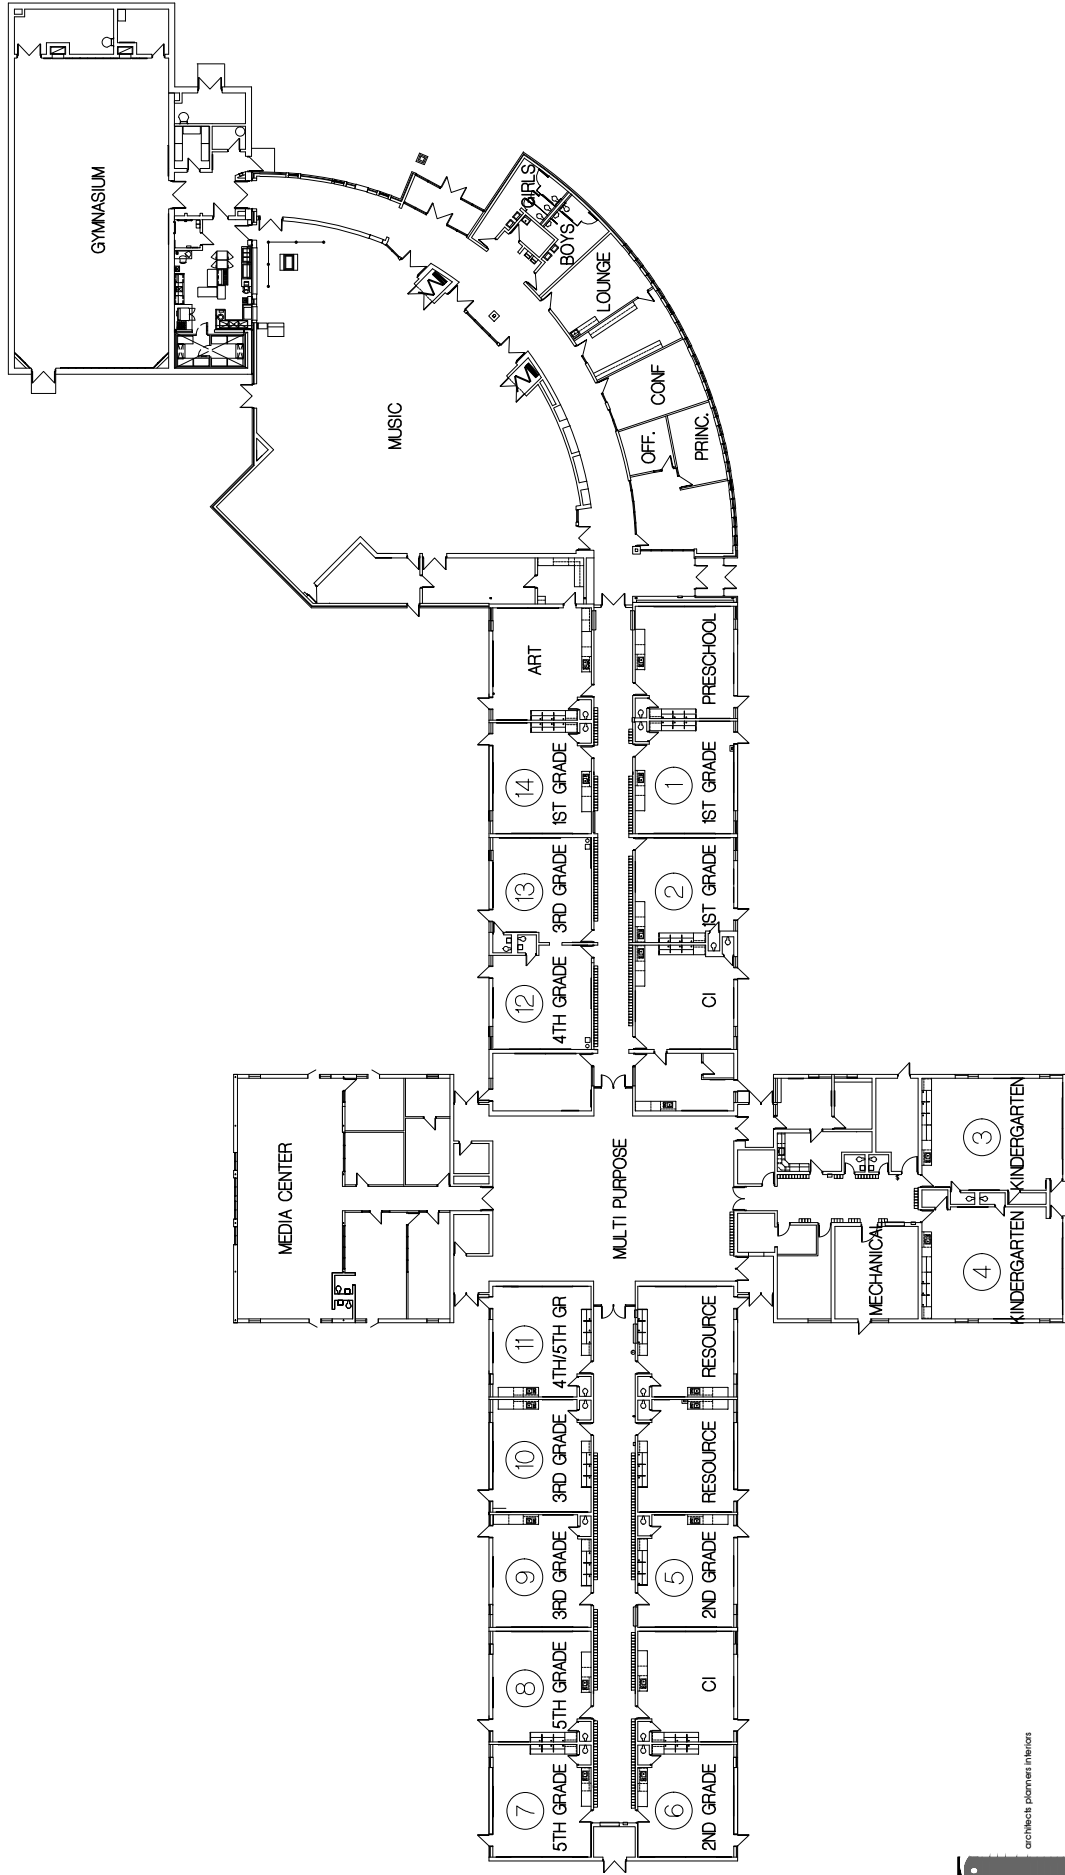 GYMNASIUM
GIRLS
BOYS
LOUNGE
CONF
OFF.
PRINC.
MUSIC
ART
PRESCHOOL
14
1ST GRADE
1
1ST GRADE
13
3RD GRADE
2
1ST GRADE
12
4TH GRADE
CI
MEDIA CENTER
MULTI PURPOSE
MECHANICAL
3
KINDERGARTEN
4
KINDERGARTEN
11
4TH/5TH GR
RESOURCE
10
3RD GRADE
RESOURCE
9
3RD GRADE
5
2ND GRADE
8
5TH GRADE
CI
7
5TH GRADE
6
2ND GRADE
architects planners interiors